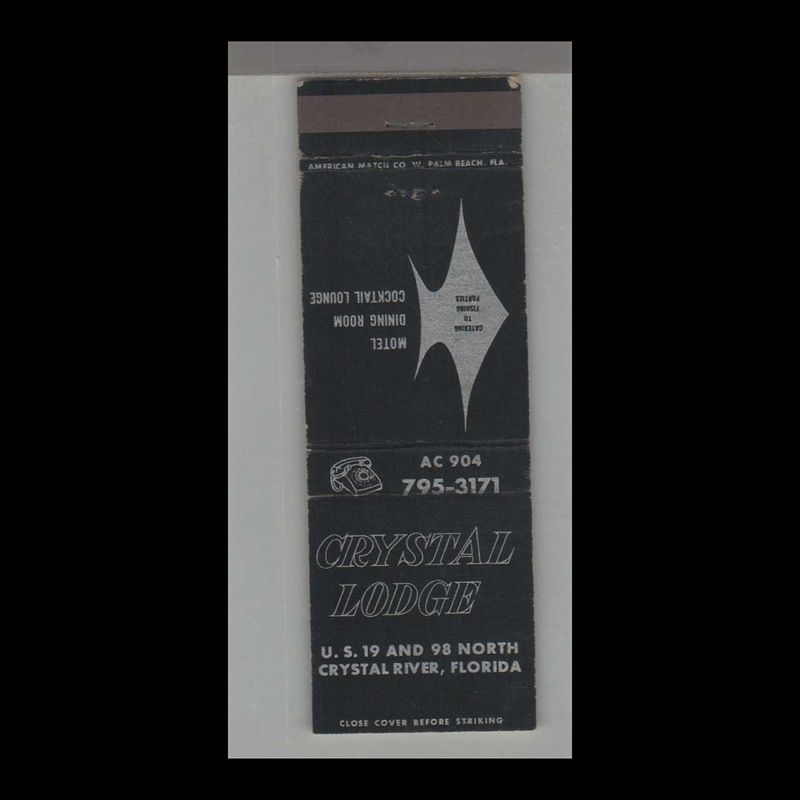 AMERICAN MATCH CO. W. PALM BEACH, FLA.
CATERING
TO
FISHING
PARTIES
MOTEL
DINING ROOM
COCKTAIL LOUNGE
AC 904
795-3171
CRYSTAL
LODGE
U. S. 19 AND 98 NORTH
CRYSTAL RIVER, FLORIDA
CLOSE COVER BEFORE STRIKING